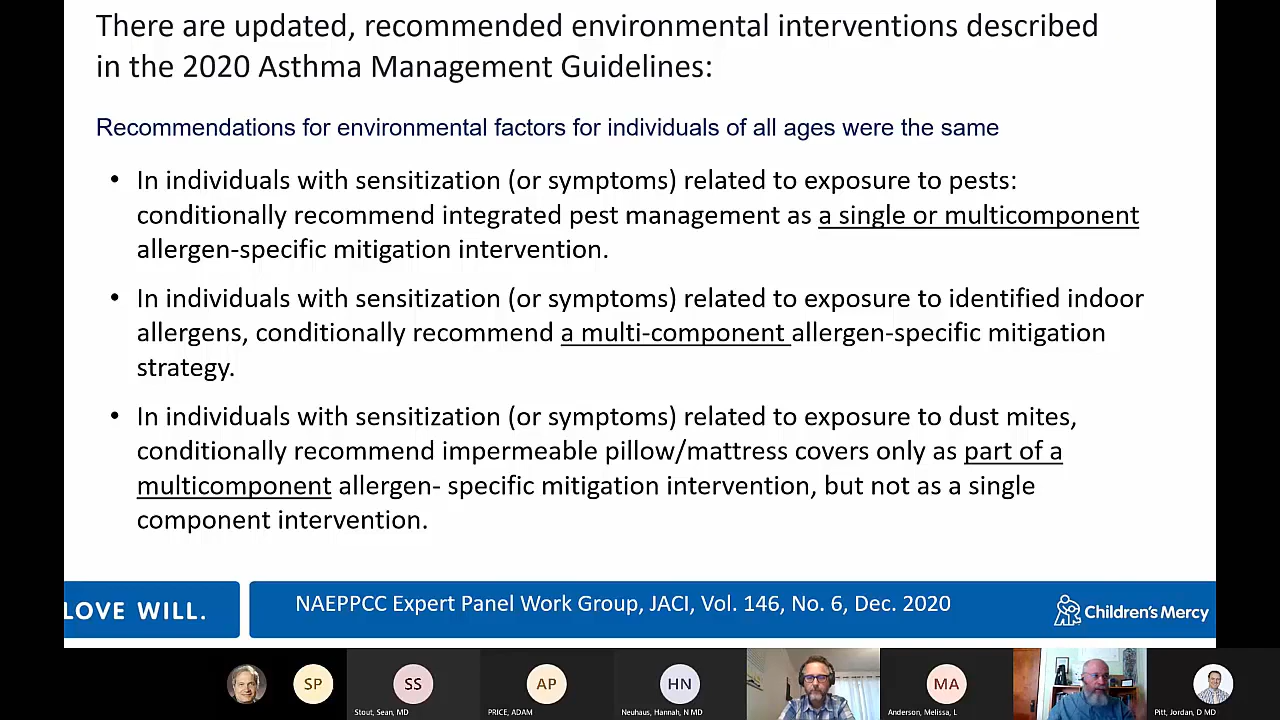 There are updated, recommended environmental interventions described
in the 2020 Asthma Management Guidelines:
Recommendations for environmental factors for individuals of all ages were the same
• In individuals with sensitization (or symptoms) related to exposure to pests:
conditionally recommend integrated pest management as a single or multicomponent
allergen-specific mitigation intervention.
• In individuals with sensitization (or symptoms) related to exposure to identified indoor
allergens, conditionally recommend a multi-component allergen-specific mitigation
strategy.
• In individuals with sensitization (or symptoms) related to exposure to dust mites,
conditionally recommend impermeable pillow/mattress covers only as part of a
multicomponent allergen- specific mitigation intervention, but not as a single
component intervention.
LOVE WILL.
NAEPPCC Expert Panel Work Group, JACI, Vol. 146, No. 6, Dec. 2020
Children's Mercy
SP
SS
AP
HN
MA
Stout, Sean, MD
PRICE, ADAM
Neuhaus, Hannah, N MD
Anderson, Melissa, L
Pitt, Jordan, D MD